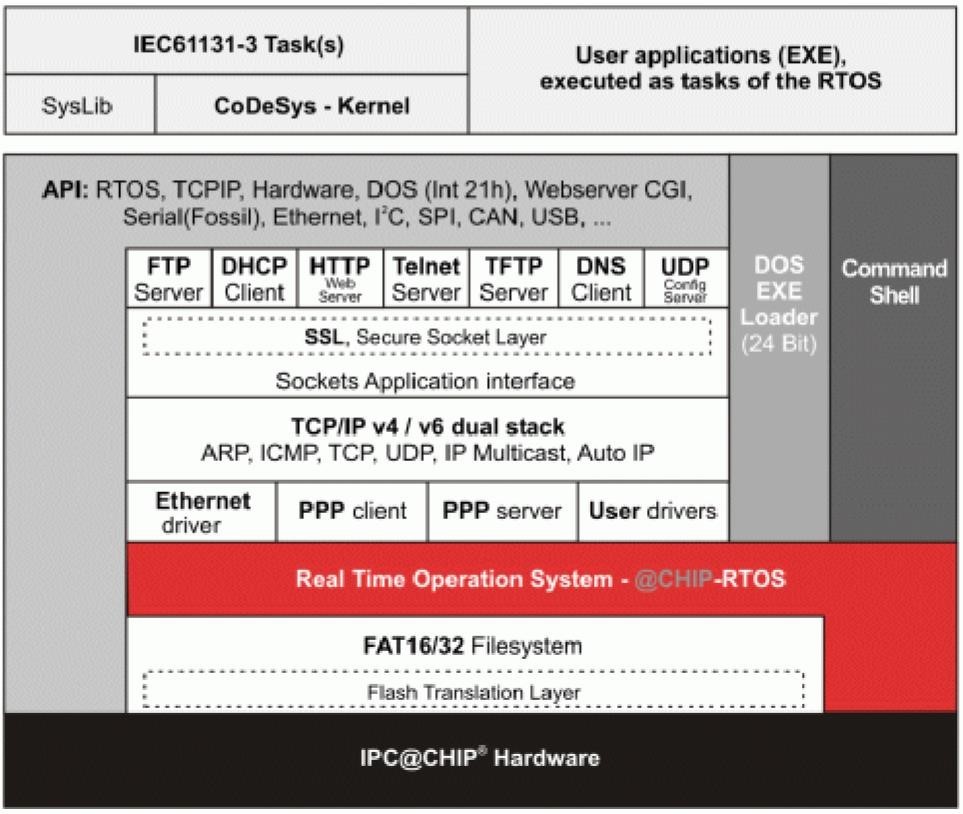 IEC61131-3 Task(s)
SysLib
CoDeSys - Kernel
User applications (EXE),
executed as tasks of the RTOS
API: RTOS, TCPIP, Hardware, DOS (Int 21h), Webserver CGI,
Serial(Fossil), Ethernet, I²C, SPI, CAN, USB, ...
FTP
Server
DHCP
Client
HTTP
Web
Server
Telnet
Server
TFTP
Server
DNS
Client
UDP
Config
Server
DOS
EXE
Loader
(24 Bit)
Command
Shell
SSL, Secure Socket Layer
Sockets Application interface
TCP/IP v4 / v6 dual stack
ARP, ICMP, TCP, UDP, IP Multicast, Auto IP
Ethernet
driver
PPP client
PPP server
User drivers
Real Time Operation System - @CHIP-RTOS
FAT16/32 Filesystem
Flash Translation Layer
IPC@CHIP® Hardware